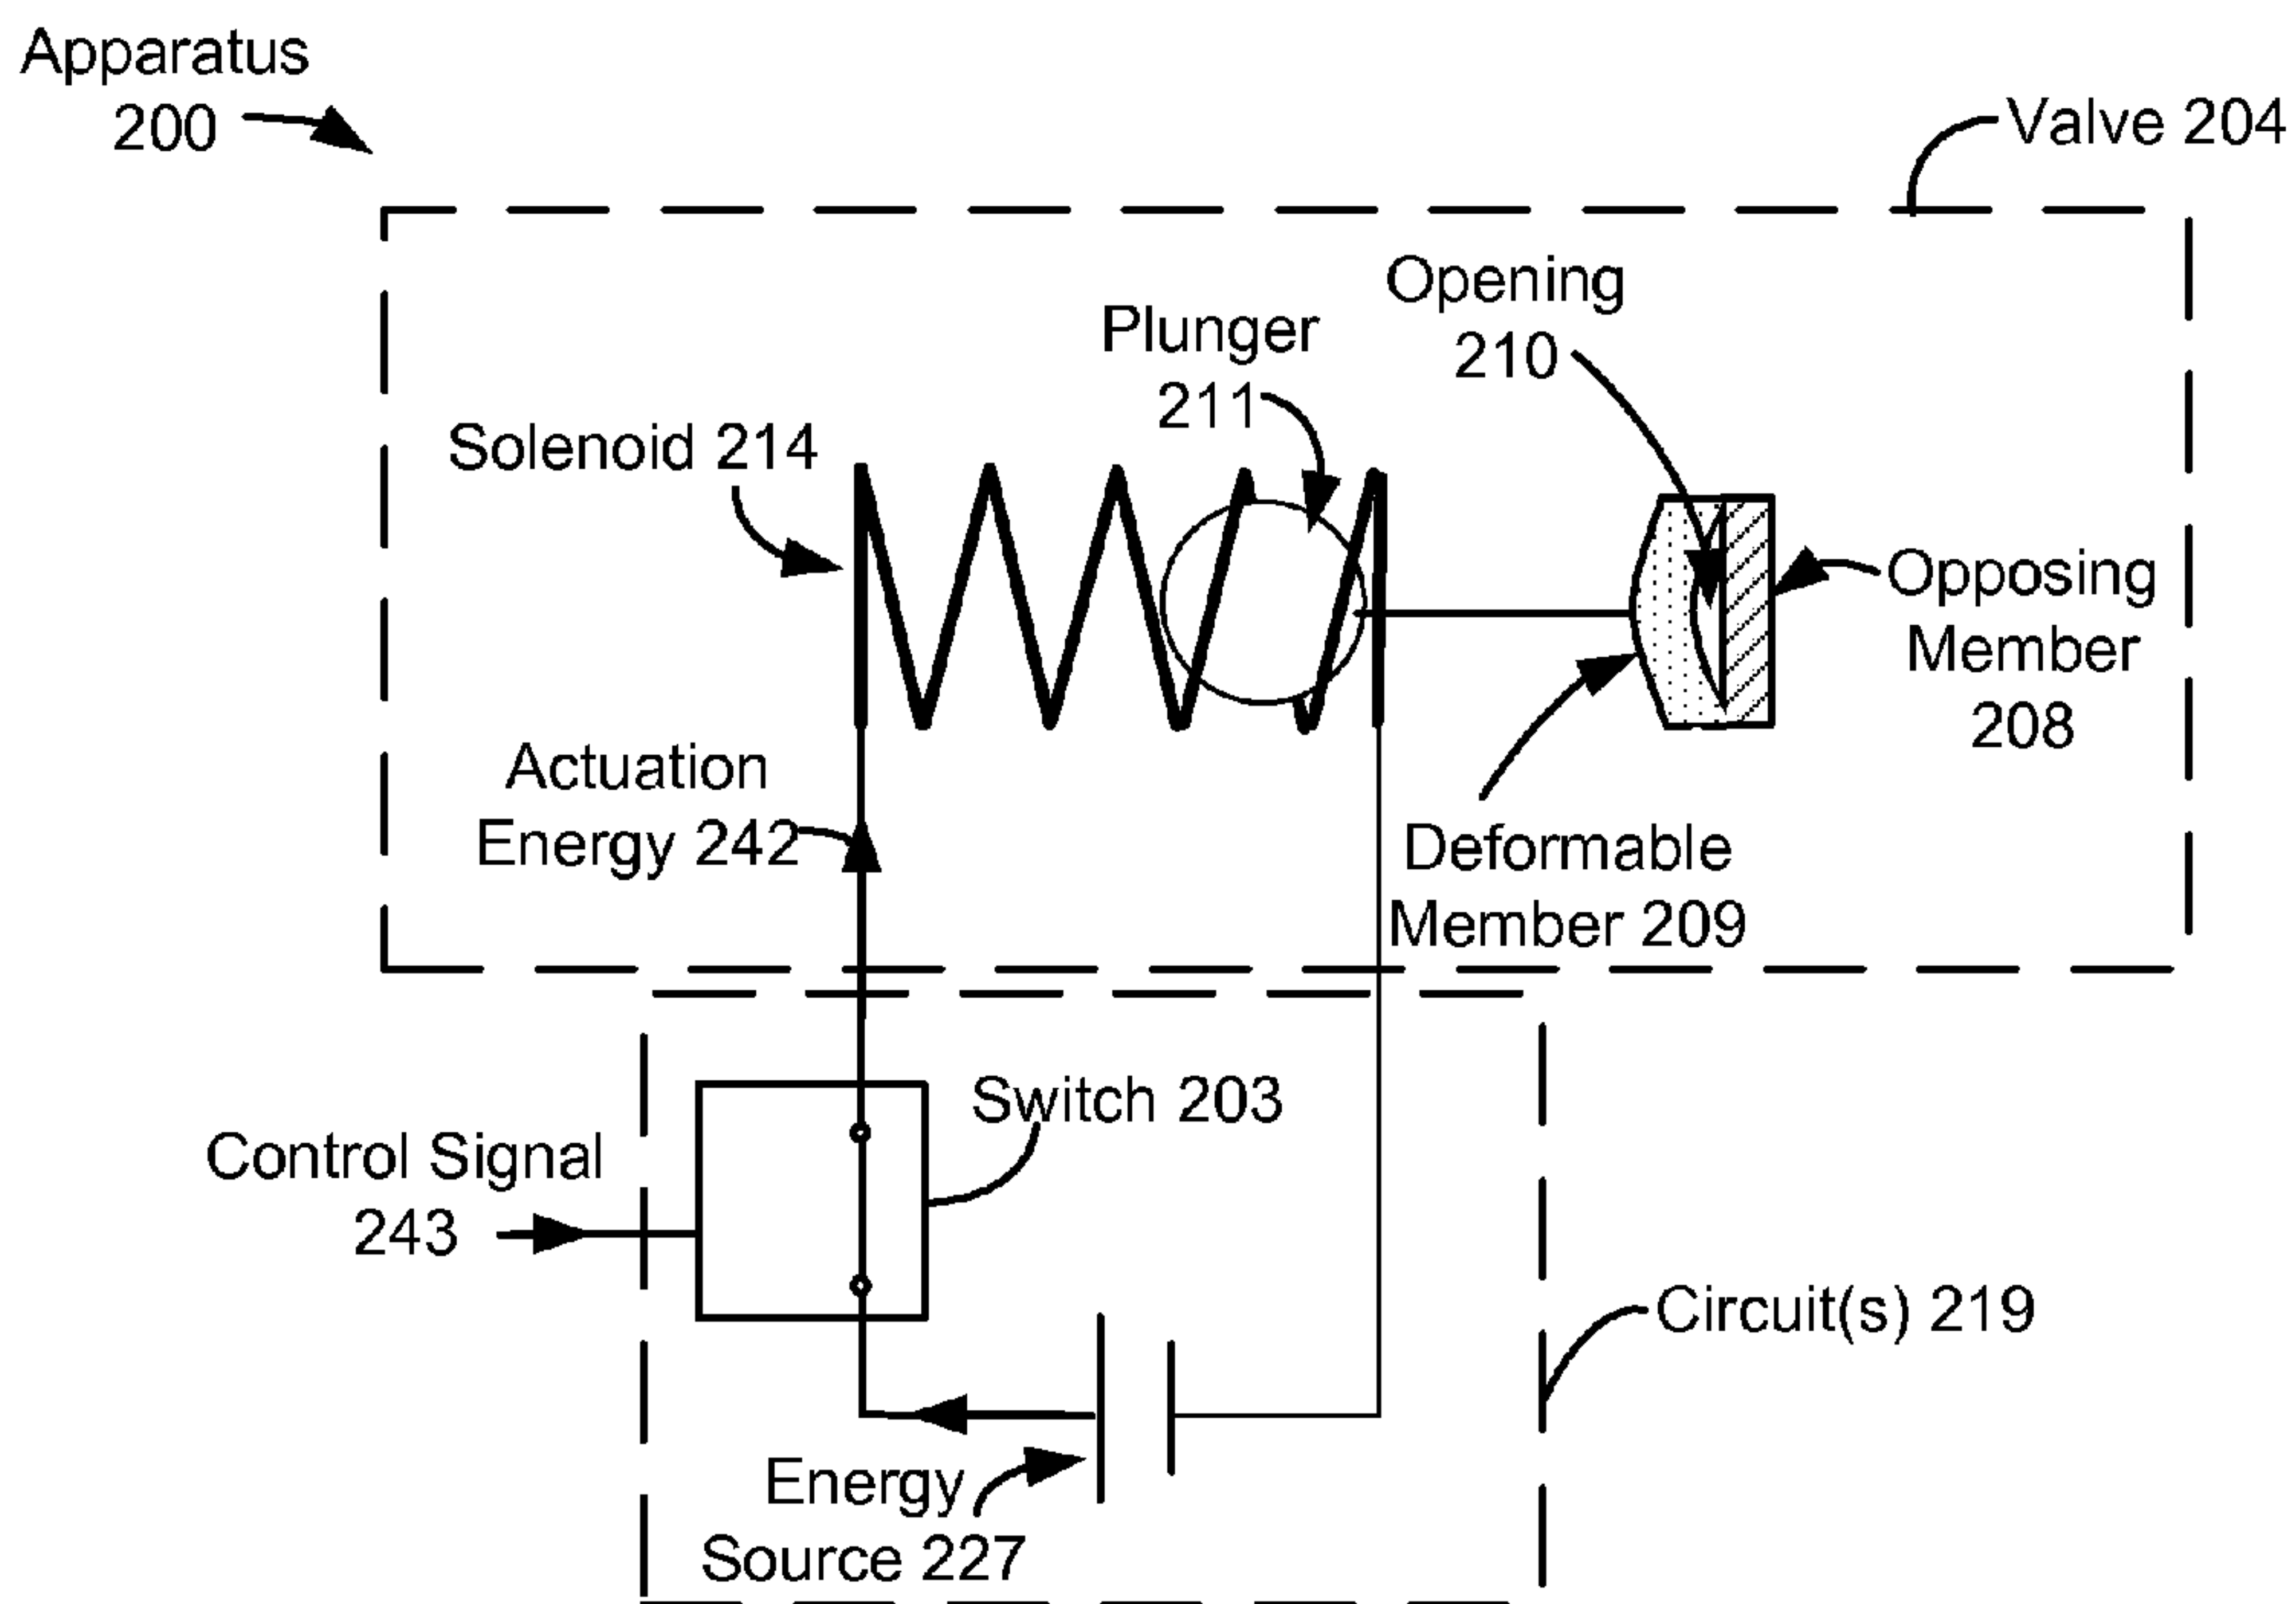 Apparatus
200
Valve 204
Opening
210
Plunger
211
Solenoid 214
Opposing
Member
208
Actuation
Energy 242
Deformable
Member 209
Switch 203
Control Signal
243
Circuit(s) 219
Energy
Source 227